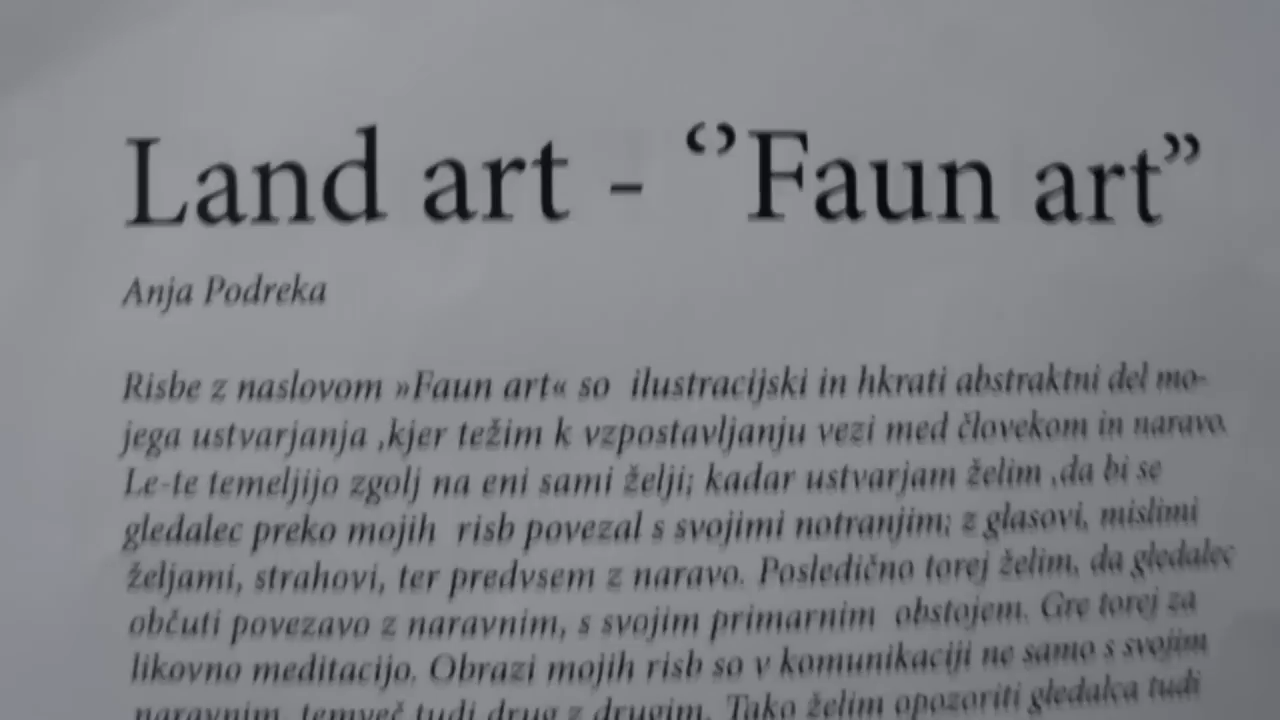 Land art - ‘’Faun art”
Anja Podreka
Risbe z naslovom »Faun art« so ilustracijski in hkrati abstraktni del mo-
jega ustvarjanja ,kjer težim k vzpostavljanju vezi med človekom in naravo.
Le-te temeljijo zgolj na eni sami želji; kadar ustvarjam želim ,da bi se
gledalec preko mojih risb povezal s svojimi notranjim; z glasovi, mislimi
željami, strahovi, ter predvsem z naravo. Posledično torej želim, da gledalec
občuti povezavo z naravnim, s svojim primarnim obstojem. Gre torej za
likovno meditacijo. Obrazi mojih risb so v komunikaciji ne samo s svojim
naravnim, temveč tudi drug z drugim. Tako želim opozoriti gledalca tudi